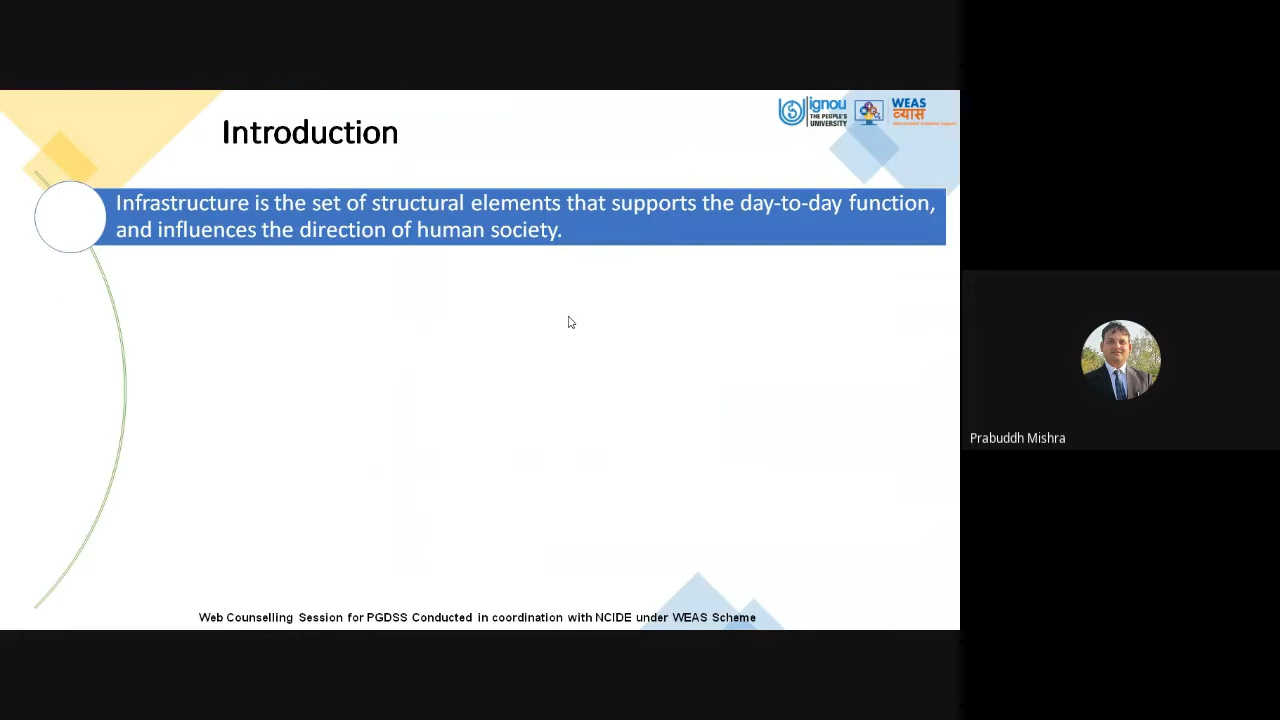 Introduction
ignou
THE PEOPLE'S
UNIVERSITY
WEAS
व्यास
Infrastructure is the set of structural elements that supports the day-to-day function,
and influences the direction of human society.
Prabuddh Mishra
Web Counselling Session for PGDSS Conducted in coordination with NCIDE under WEAS Scheme